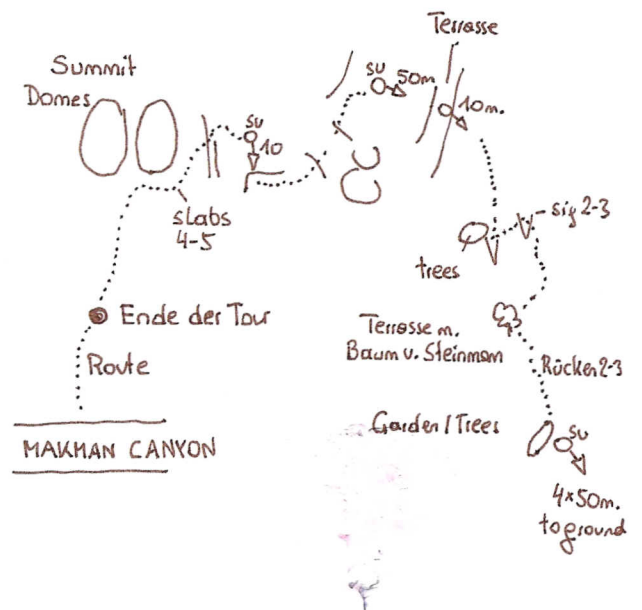 Terrasse
Summit
Domes
su
50m.
10m.
su
10
slabs
4-5
sig 2-3
trees
Ende der Tour
Terrasse m.
Baum u. Steinmann
Route
Rücken 2-3
Garden / Trees
su
MAKHAN CANYON
4x50m.
to ground